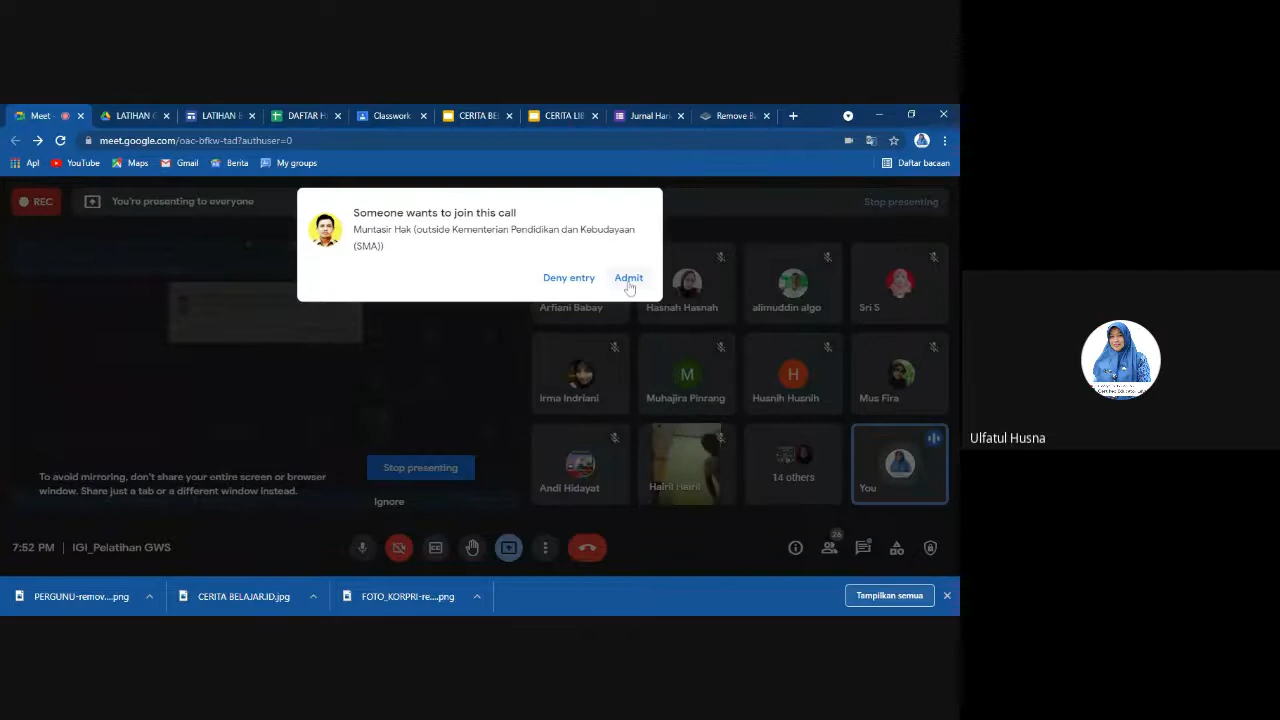 Meet
LATIHAN
LATIHAN
DAFTAR
Classwork
CERITA
CERITA
Jurnal
Remove
meet.google.com/oac-bfkw-tad?authuser=0
Apl
YouTube
Maps
Gmail
Berita
My groups
Daftar bacaan
REC
You're presenting to everyone
Stop presenting
Someone wants to join this call
Muntasir Hak (outside Kementerian Pendidikan dan Kebudayaan
(SMA))
Deny entry
Admit
Arfiani Babay
Hasnah Hasnah
alimuddin algo
Sri S
Irma Indriani
M
Muhajira Pinrang
H
Husnih Husnih
Mus Fira
To avoid mirroring, don't share your entire screen or browser
window. Share just a tab or a different window instead.
Stop presenting
Ignore
Andi Hidayat
Hairil Hairil
14 others
You
Ulfatul Husna
7:52 PM | IGI_Pelatihan GWS
26
PERGUNU-remov....png
CERITA BELAJAR.ID.jpg
FOTO_KORPRI-re....png
Tampilkan semua